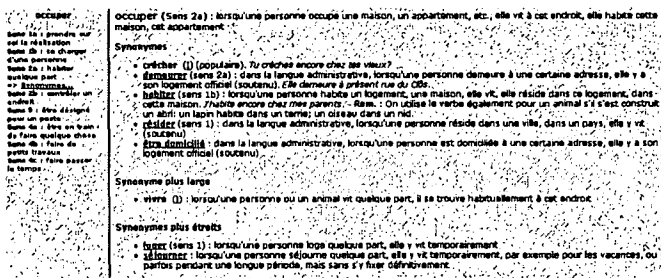 occuper
Sens 1a : prendre sur
soi la réalisation
Sens 1b : se charger
d'une personne
Sens 2a : habiter
quelque part
=> Synonymes...
Sens 2b : contrôler un
endroit
Sens 3 : être désigné
pour un poste
Sens 4a : être en train
de faire quelque chose
Sens 4b : faire de
petits travaux
Sens 4c : faire passer
le temps
occuper (Sens 2a) : lorsqu'une personne occupe une maison, un appartement, etc., elle vit à cet endroit, elle habite cette
maison, cet appartement
Synonymes
• crécher (]) (populaire). Tu crèches encore chez tes vieux?
• demeurer (sens 2a) : dans la langue administrative, lorsqu'une personne demeure à une certaine adresse, elle y a
son logement officiel (soutenu). Elle demeure à présent rue du CBs...
• habiter (sens 1b) : lorsqu'une personne habite un logement, une maison, elle vit, elle réside dans ce logement, dans
cette maison. J'habite encore chez mes parents. - Rem. : On utilise le verbe également pour un animal s'il s'est construit
un abri: un lapin habite dans un terrier; un oiseau dans un nid.
• résider (sens 1) : dans la langue administrative, lorsqu'une personne réside dans une ville, dans un pays, elle y vit
(soutenu)
• être domicilié : dans la langue administrative, lorsqu'une personne est domiciliée à une certaine adresse, elle y a son
logement officiel (soutenu)
Synonyme plus large
• vivre (]) : lorsqu'une personne ou un animal vit quelque part, il se trouve habituellement à cet endroit
Synonymes plus étroits
• loger (sens 1) : lorsqu'une personne loge quelque part, elle y vit temporairement
• séjourner : lorsqu'une personne séjourne quelque part, elle y vit temporairement, par exemple pour les vacances, ou
parfois pendant une longue période, mais sans s'y fixer définitivement